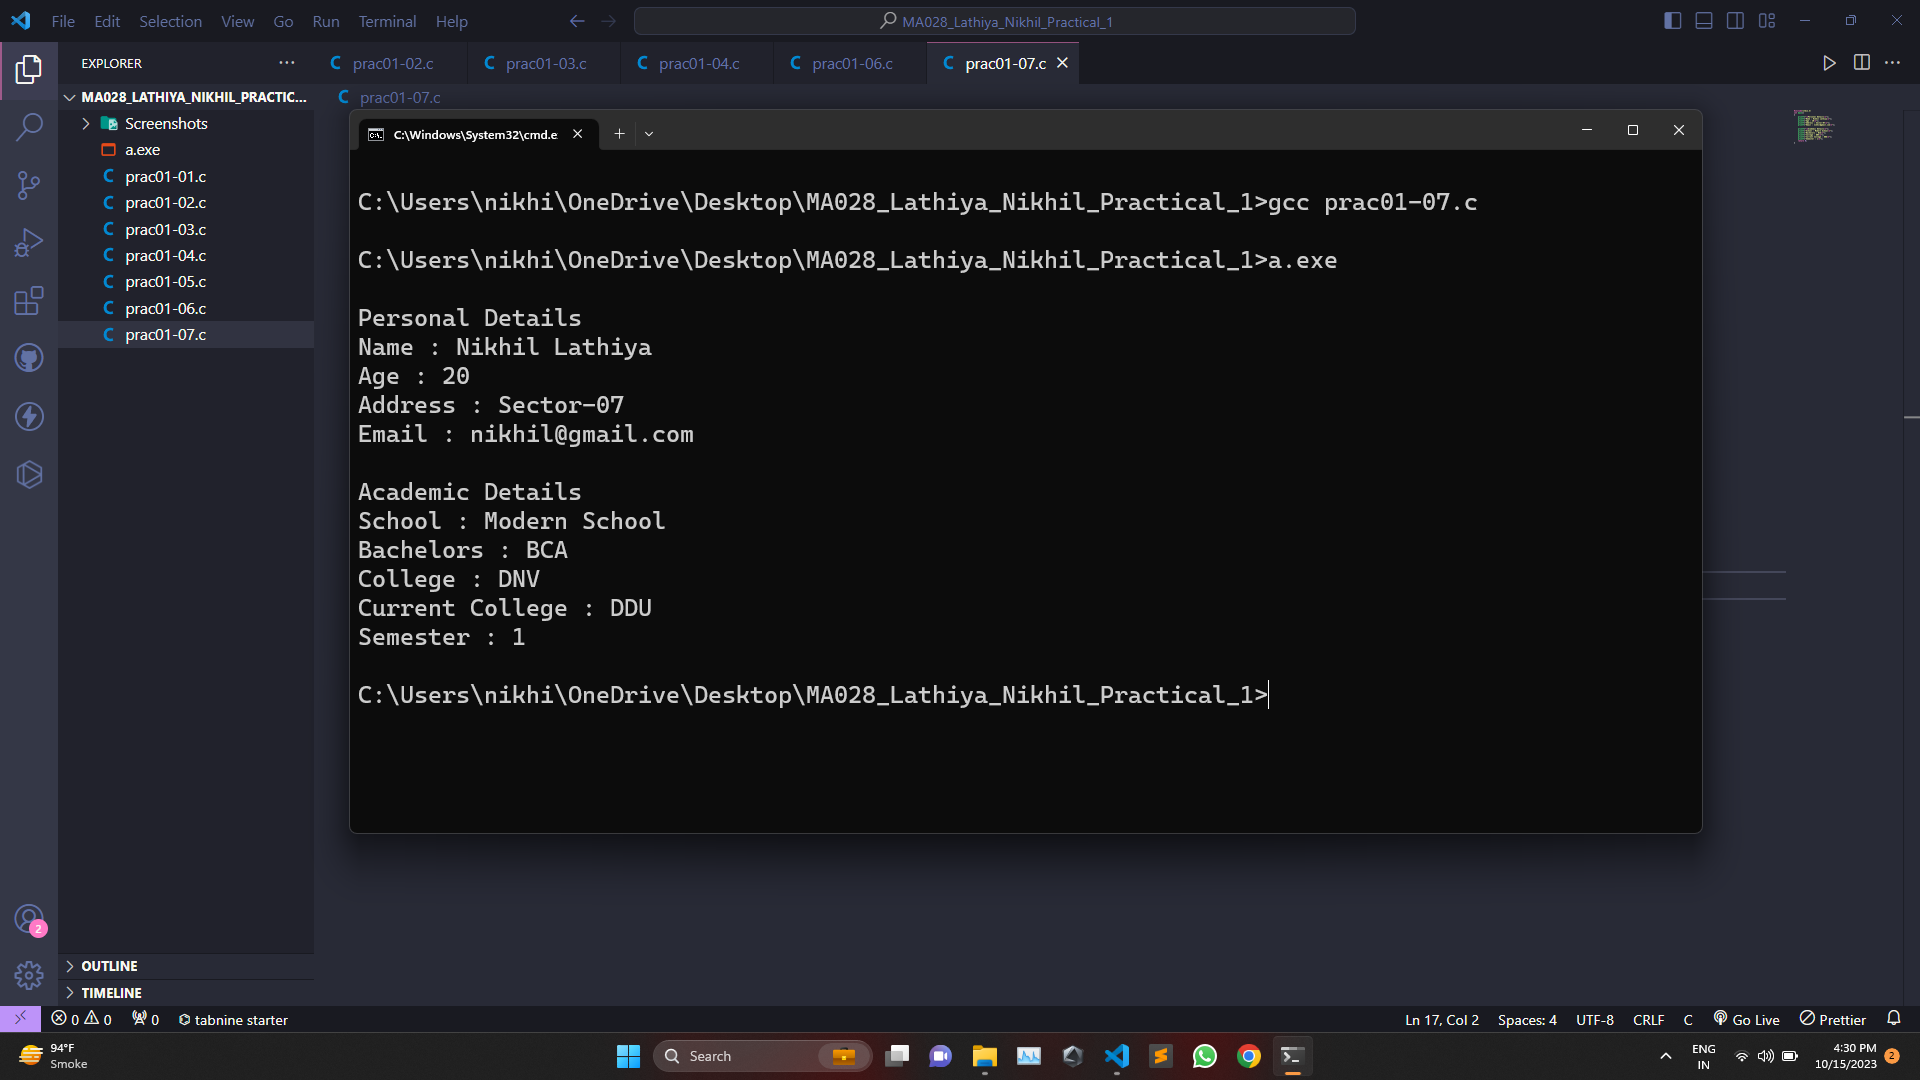 File Edit Selection View Go Run Terminal Help
MA028_Lathiya_Nikhil_Practical_1
EXPLORER
prac01-02.c
prac01-03.c
prac01-04.c
prac01-06.c
prac01-07.c
MA028_LATHIYA_NIKHIL_PRACTIC...
prac01-07.c
Screenshots
a.exe
prac01-01.c
prac01-02.c
prac01-03.c
prac01-04.c
prac01-05.c
prac01-06.c
prac01-07.c
C:\Windows\System32\cmd.e
C:\Users\nikhi\OneDrive\Desktop\MA028_Lathiya_Nikhil_Practical_1>gcc prac01-07.c
C:\Users\nikhi\OneDrive\Desktop\MA028_Lathiya_Nikhil_Practical_1>a.exe
Personal Details
Name : Nikhil Lathiya
Age : 20
Address : Sector-07
Email : nikhil@gmail.com
Academic Details
School : Modern School
Bachelors : BCA
College : DNV
Current College : DDU
Semester : 1
C:\Users\nikhi\OneDrive\Desktop\MA028_Lathiya_Nikhil_Practical_1>
2
OUTLINE
TIMELINE
0 0 0 tabnine starter
Ln 17, Col 2 Spaces: 4 UTF-8 CRLF C Go Live Prettier
94°F
Smoke
Search
ENG
IN
4:30 PM
10/15/2023
2